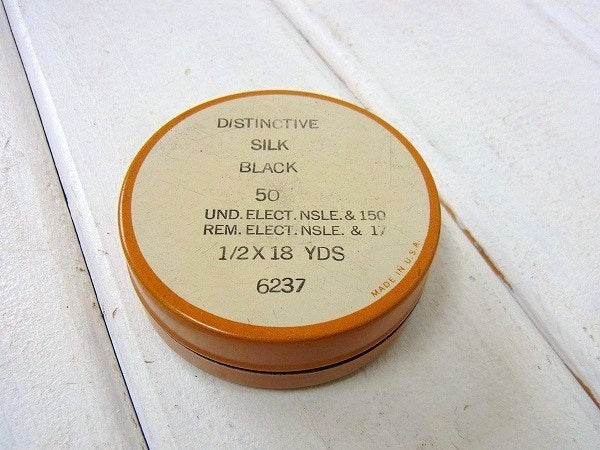 DISTINCTIVE
SILK
BLACK
50
UND. ELECT. NSLE. & 150
REM. ELECT. NSLE. & 17
1/2 X 18 YDS
6237
MADE IN U.S.A.